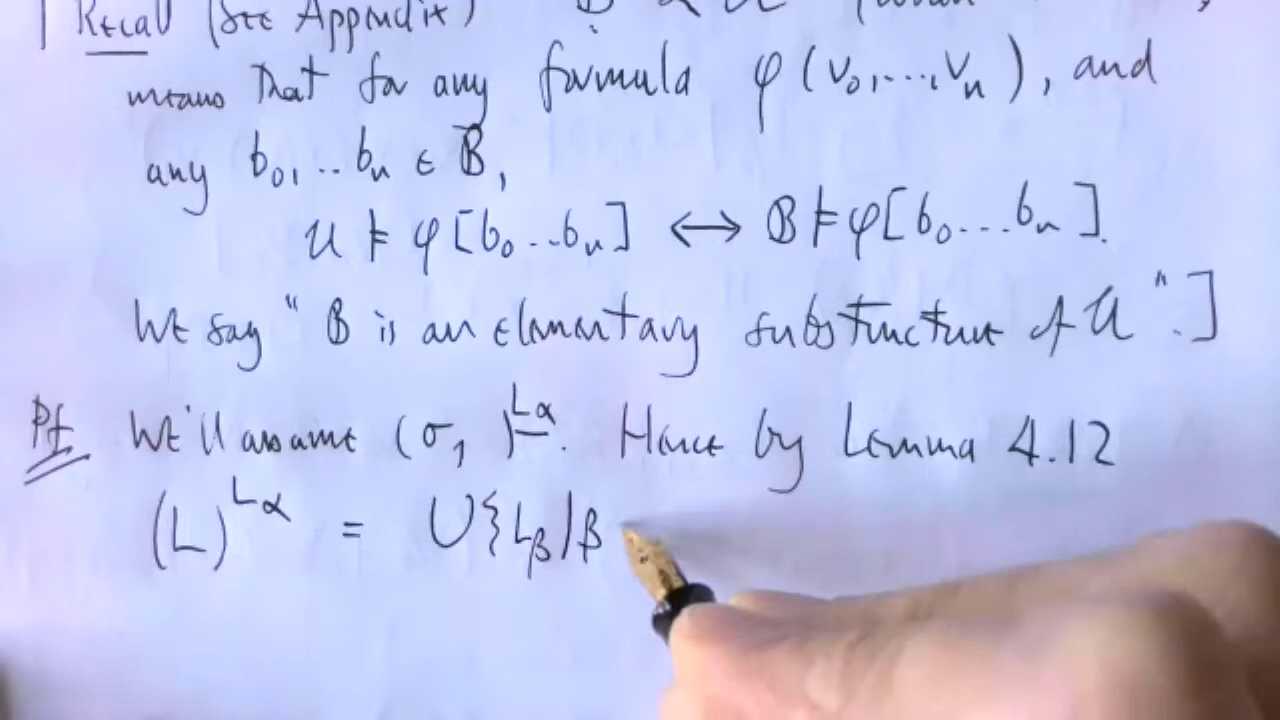 [ Recall (See Appendix)
means that for any formula φ(v₀,...,vₙ), and
any b₀,..bₙ ∈ B,
𝔘 ⊨ φ[b₀..bₙ] ↔ B ⊨ φ[b₀...bₙ].
We say "B is an elementary substructure of 𝔘".]
Pf We'll assume (σ₁)^{Lα}. Hence by Lemma 4.12
(L)^{Lα} = ∪{L_β|β